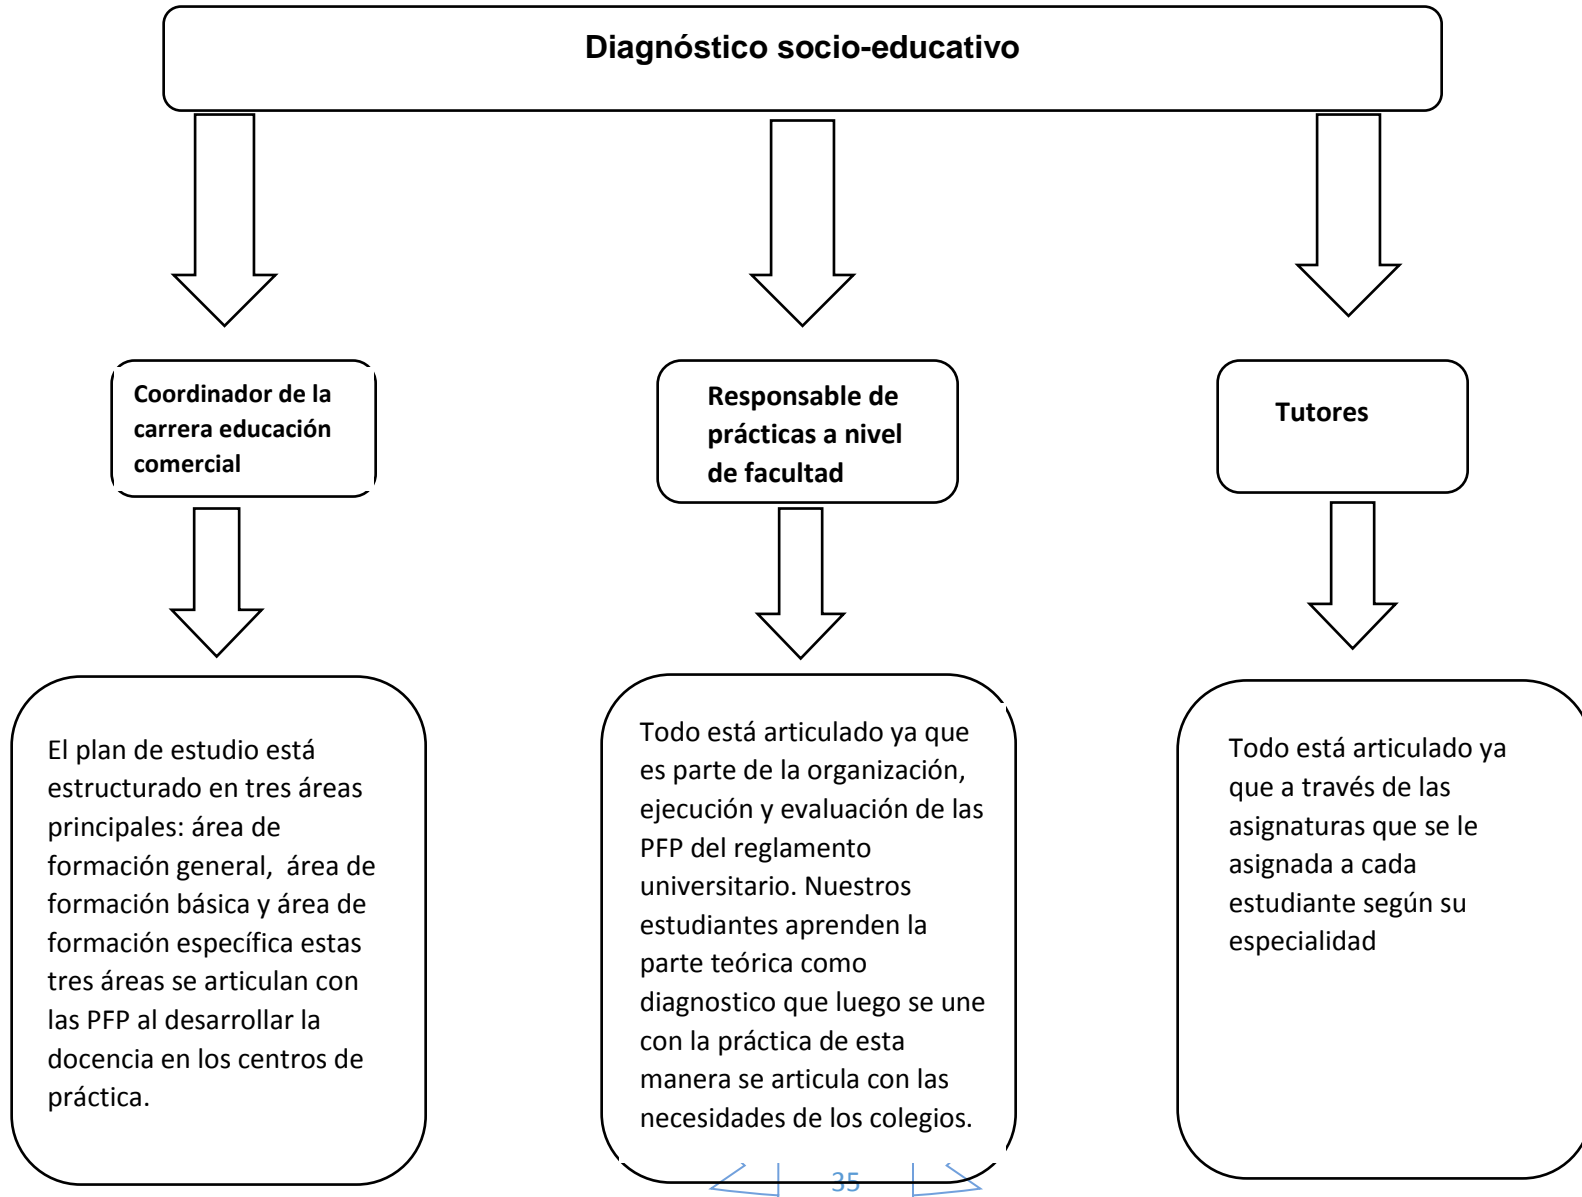 Diagnóstico socio-educativo
Coordinador de la
carrera educación
comercial
Responsable de
prácticas a nivel
de facultad
Tutores
El plan de estudio está
estructurado en tres áreas
principales: área de
formación general,  área de
formación básica y área de
formación específica estas
tres áreas se articulan con
las PFP al desarrollar la
docencia en los centros de
práctica.
Todo está articulado ya que
es parte de la organización,
ejecución y evaluación de las
PFP del reglamento
universitario. Nuestros
estudiantes aprenden la
parte teórica como
diagnostico que luego se une
con la práctica de esta
manera se articula con las
necesidades de los colegios.
Todo está articulado ya
que a través de las
asignaturas que se le
asignada a cada
estudiante según su
especialidad
35